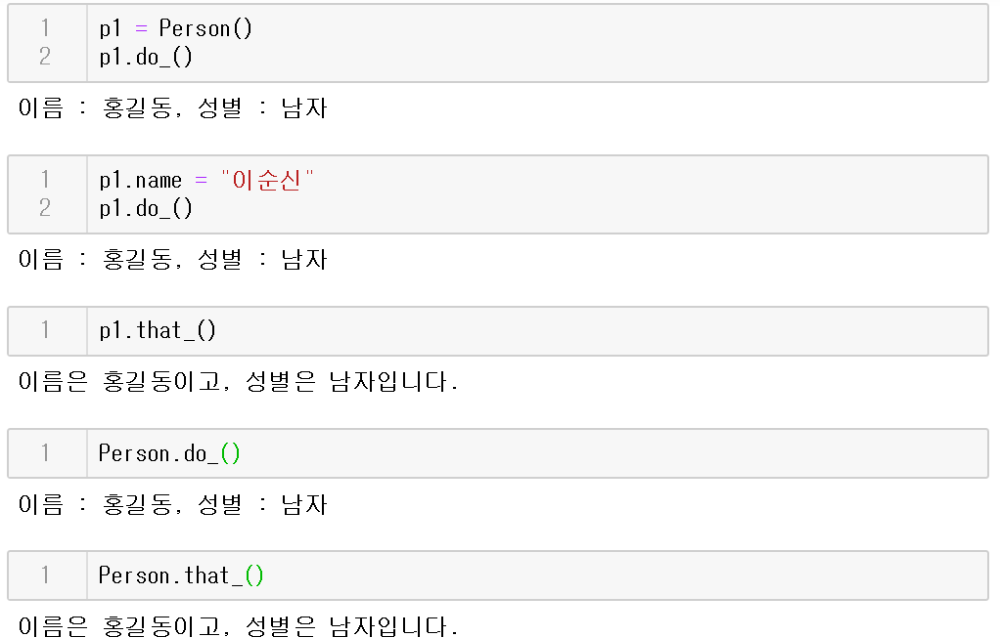 1 p1 = Person()
2 p1.do_()
이름 : 홍길동, 성별 : 남자
1 p1.name = "이순신"
2 p1.do_()
이름 : 홍길동, 성별 : 남자
1 p1.that_()
이름은 홍길동이고, 성별은 남자입니다.
1 Person.do_()
이름 : 홍길동, 성별 : 남자
1 Person.that_()
이름은 홍길동이고, 성별은 남자입니다.